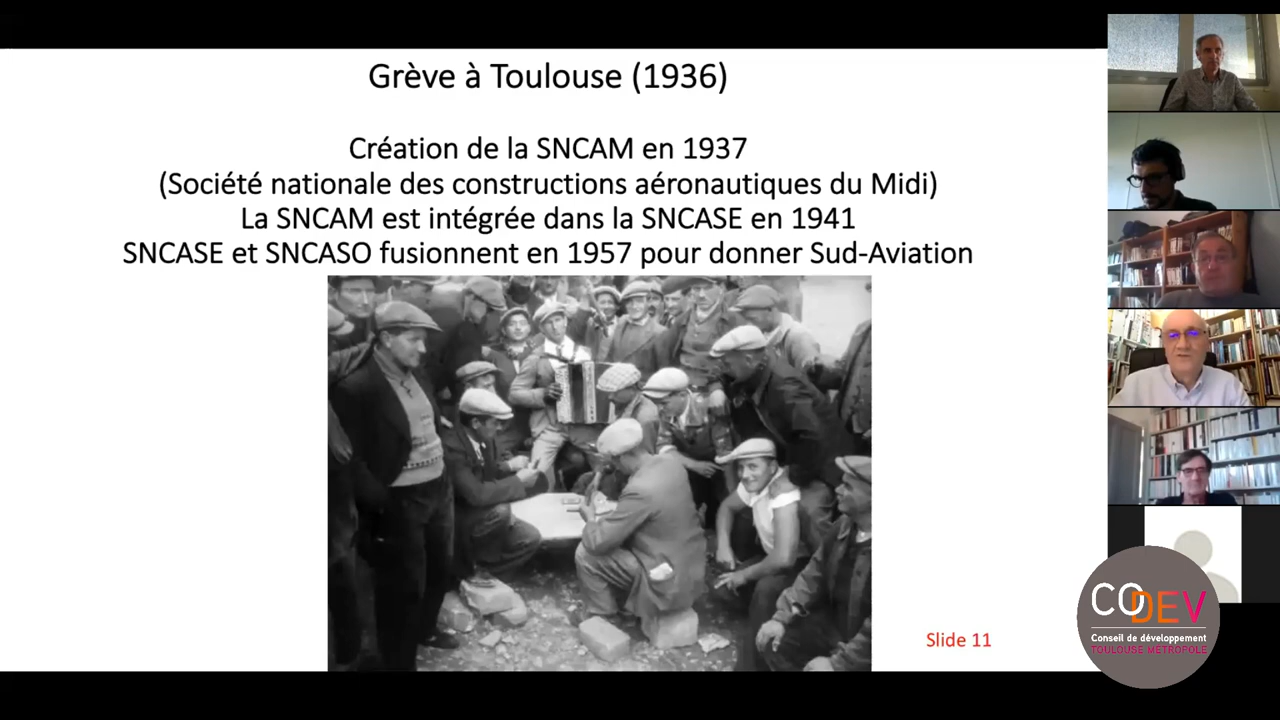 Grève à Toulouse (1936)
Création de la SNCAM en 1937
(Société nationale des constructions aéronautiques du Midi)
La SNCAM est intégrée dans la SNCASE en 1941
SNCASE et SNCASO fusionnent en 1957 pour donner Sud-Aviation
Slide 11
CODEV
Conseil de développement
TOULOUSE MÉTROPOLE